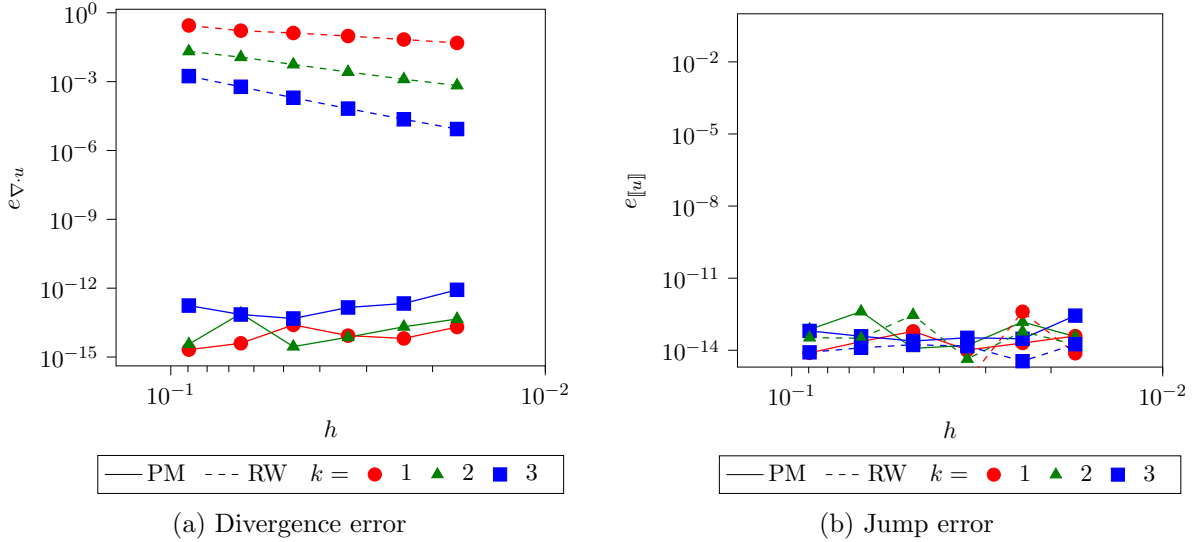 10^0
10^-3
10^-6
10^-9
10^-12
10^-15
e_∇·u
10^-1
10^-2
h
PM RW k = 1 2 3
(a) Divergence error
10^-2
10^-5
10^-8
10^-11
10^-14
e_⟦u⟧
10^-1
10^-2
h
PM RW k = 1 2 3
(b) Jump error